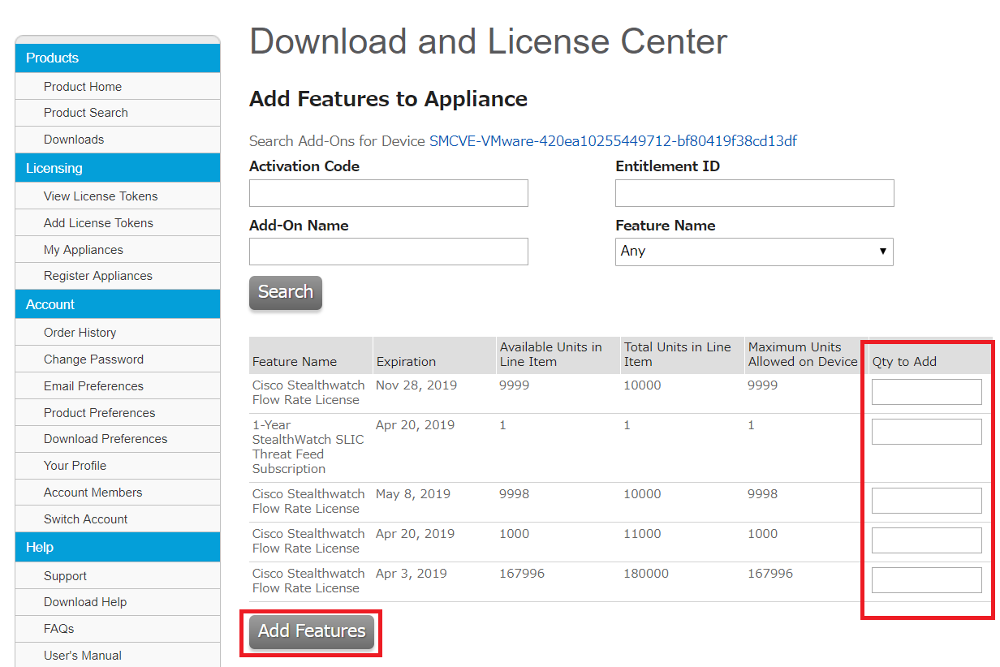 Download and License Center
Products
Product Home
Product Search
Downloads
Licensing
View License Tokens
Add License Tokens
My Appliances
Register Appliances
Account
Order History
Change Password
Email Preferences
Product Preferences
Download Preferences
Your Profile
Account Members
Switch Account
Help
Support
Download Help
FAQs
User's Manual
Add Features to Appliance
Search Add-Ons for Device SMCVE-VMware-420ea10255449712-bf80419f38cd13df
Activation Code
Entitlement ID
Add-On Name
Feature Name
Any
Search
Feature Name
Expiration
Available Units in
Line Item
Total Units in Line
Item
Maximum Units
Allowed on Device
Qty to Add
Cisco Stealthwatch
Flow Rate License
Nov 28, 2019
9999
10000
9999
1-Year
StealthWatch SLIC
Threat Feed
Subscription
Apr 20, 2019
1
1
1
Cisco Stealthwatch
Flow Rate License
May 8, 2019
9998
10000
9998
Cisco Stealthwatch
Flow Rate License
Apr 20, 2019
1000
11000
1000
Cisco Stealthwatch
Flow Rate License
Apr 3, 2019
167996
180000
167996
Add Features